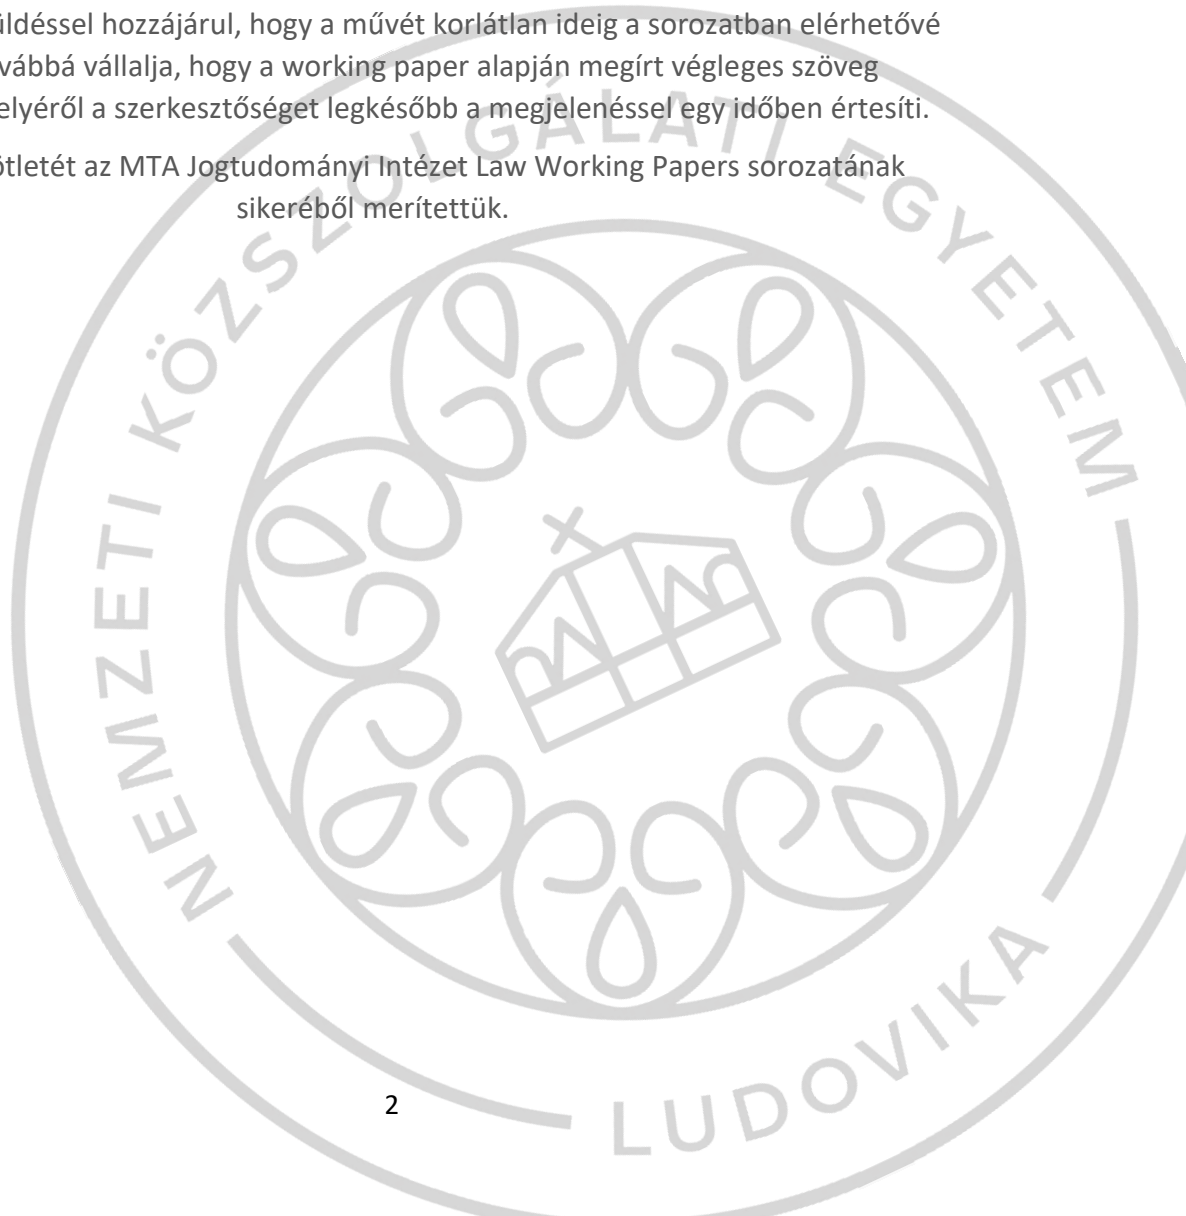 üldéssel hozzájárul, hogy a művét korlátlan ideig a sorozatban elérhetővé
vábbá vállalja, hogy a working paper alapján megírt végleges szöveg
elyéről a szerkesztőséget legkésőbb a megjelenéssel egy időben értesíti.
ötletét az MTA Jogtudományi Intézet Law Working Papers sorozatának
sikeréből merítettük.
NEMZETI KÖZSZOLGÁLATI EGYETEM
LUDOVIKA
2